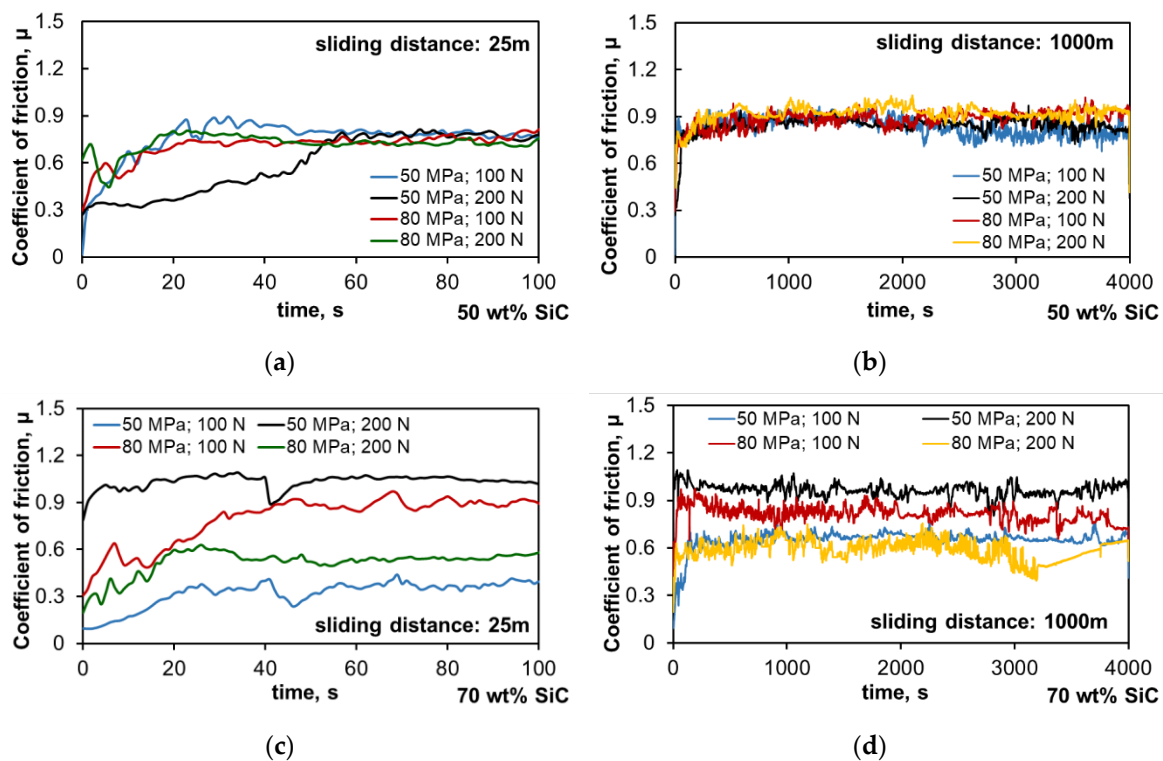 Coefficient of friction, μ
1.5
1.2
0.9
0.6
0.3
0
sliding distance: 25m
50 MPa; 100 N
50 MPa; 200 N
80 MPa; 100 N
80 MPa; 200 N
0 20 40 60 80 100
time, s
50 wt% SiC
(a)
Coefficient of friction, μ
1.5
1.2
0.9
0.6
0.3
0
sliding distance: 1000m
50 MPa; 100 N
50 MPa; 200 N
80 MPa; 100 N
80 MPa; 200 N
0 1000 2000 3000 4000
time, s
50 wt% SiC
(b)
Coefficient of friction, μ
1.5
1.2
0.9
0.6
0.3
0
50 MPa; 100 N 50 MPa; 200 N
80 MPa; 100 N 80 MPa; 200 N
sliding distance: 25m
0 20 40 60 80 100
time, s
70 wt% SiC
(c)
Coefficient of friction, μ
1.5
1.2
0.9
0.6
0.3
0
50 MPa; 100 N 50 MPa; 200 N
80 MPa; 100 N 80 MPa; 200 N
sliding distance: 1000m
0 1000 2000 3000 4000
time, s
70 wt% SiC
(d)